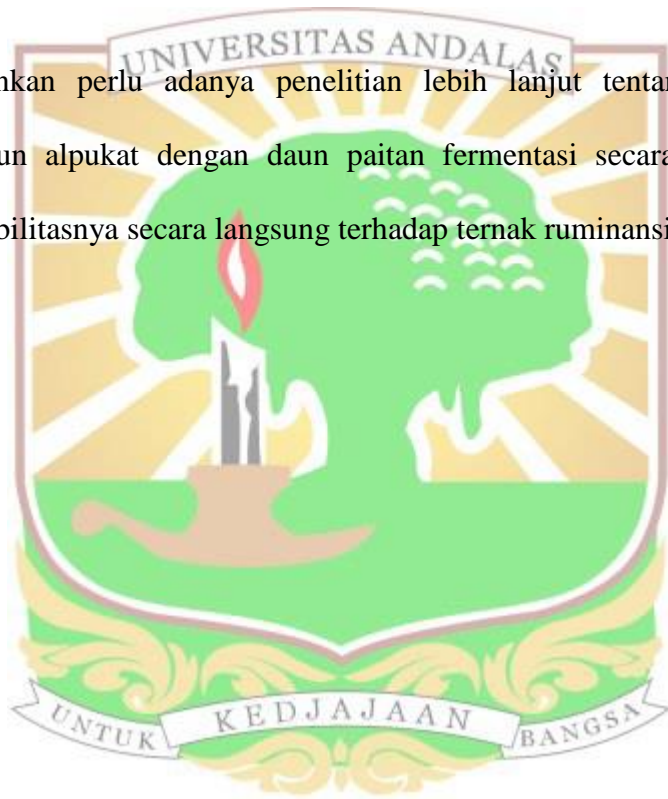 UNIVERSITAS ANDALAS
nkan perlu adanya penelitian lebih lanjut tentan
un alpukat dengan daun paitan fermentasi secara
bilitasnya secara langsung terhadap ternak ruminansi
UNTUK KEDJAJAAN BANGSA